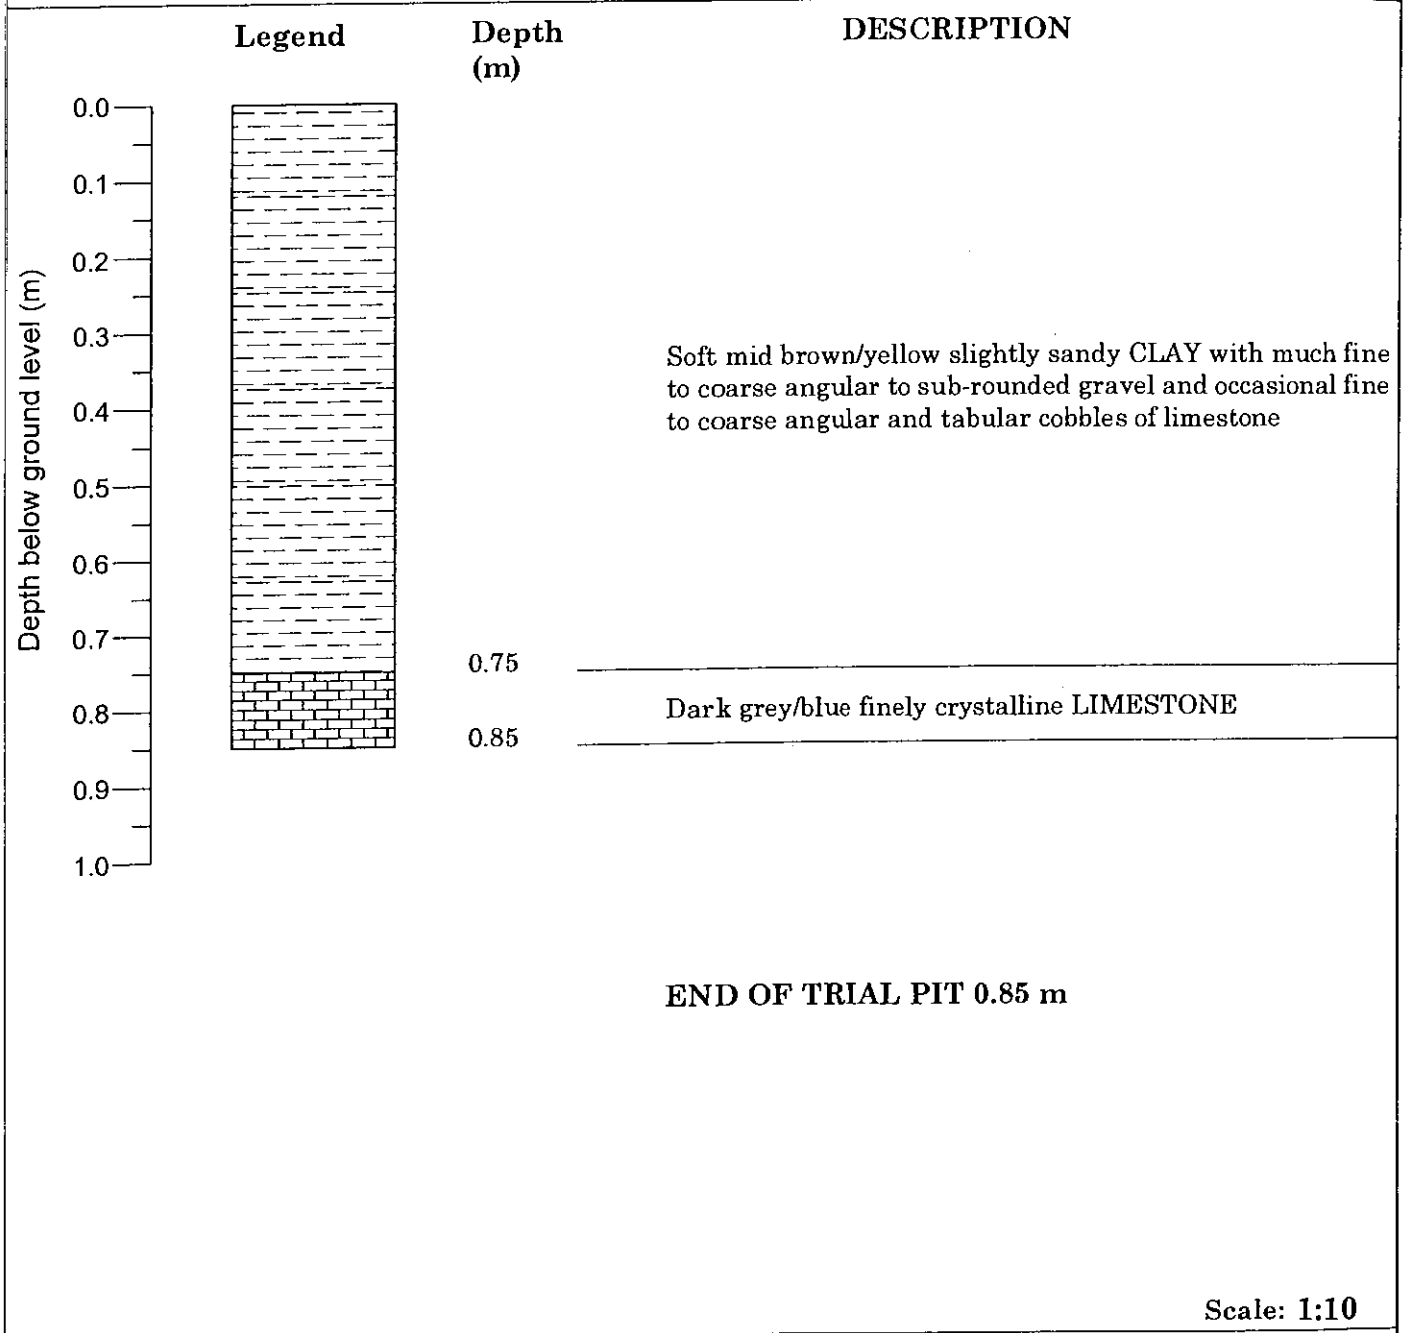 Legend
Depth
(m)
DESCRIPTION
Depth below ground level (m)
0.0
0.1
0.2
0.3
0.4
0.5
0.6
0.7
0.8
0.9
1.0
Soft mid brown/yellow slightly sandy CLAY with much fine
to coarse angular to sub-rounded gravel and occasional fine
to coarse angular and tabular cobbles of limestone
0.75
Dark grey/blue finely crystalline LIMESTONE
0.85
END OF TRIAL PIT 0.85 m
Scale: 1:10